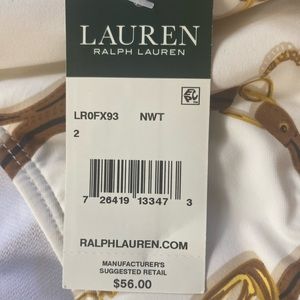 LAUREN
RALPH LAUREN
LR0FX93 NWT
2
7 26419 13347 3
RALPHLAUREN.COM
MANUFACTURER'S
SUGGESTED RETAIL
$56.00